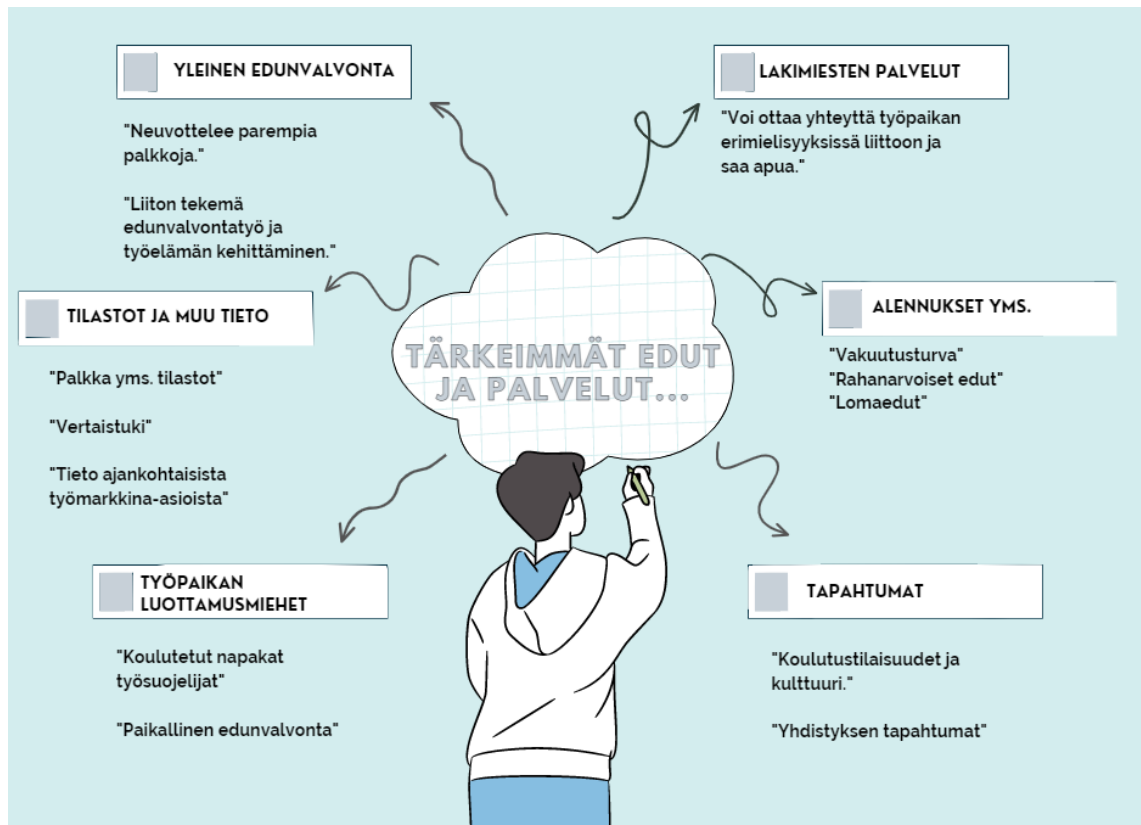 YLEINEN EDUNVALVONTA
"Neuvottelee parempia
palkkoja."
"Liiton tekemä
edunvalvontatyö ja
työelämän kehittäminen."
LAKIMIESTEN PALVELUT
"Voi ottaa yhteyttä työpaikan
erimielisyyksissä liittoon ja
saa apua."
TILASTOT JA MUU TIETO
"Palkka yms. tilastot"
"Vertaistuki"
"Tieto ajankohtaisista
työmarkkina-asioista"
TÄRKEIMMÄT EDUT
JA PALVELUT...
ALENNUKSET YMS.
"Vakuutusturva"
"Rahanarvoiset edut"
"Lomaedut"
TYÖPAIKAN
LUOTTAMUSMIEHET
"Koulutetut napakat
työsuojelijat"
"Paikallinen edunvalvonta"
TAPAHTUMAT
"Koulutustilaisuudet ja
kulttuuri."
"Yhdistyksen tapahtumat"